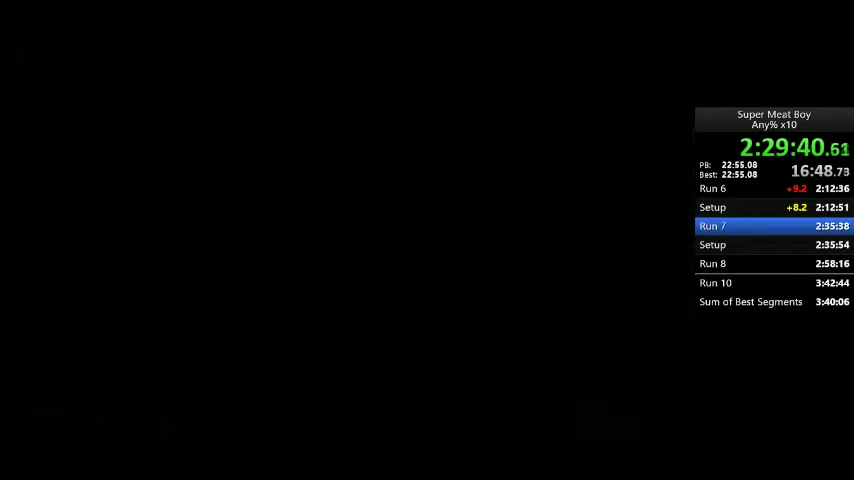 Super Meat Boy
Any% x10
2:29:40.61
PB: 22:55.08
Best: 22:55.08
16:48.73
Run 6 +9.2 2:12:36
Setup +8.2 2:12:51
Run 7 2:35:38
Setup 2:35:54
Run 8 2:58:16
Run 10 3:42:44
Sum of Best Segments 3:40:06